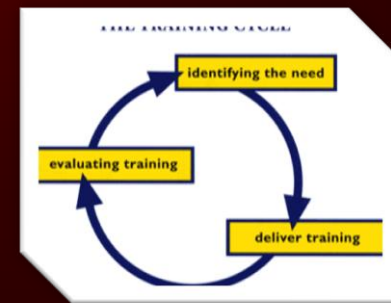 THE TRAINING CYCLE
identifying the need
evaluating training
deliver training